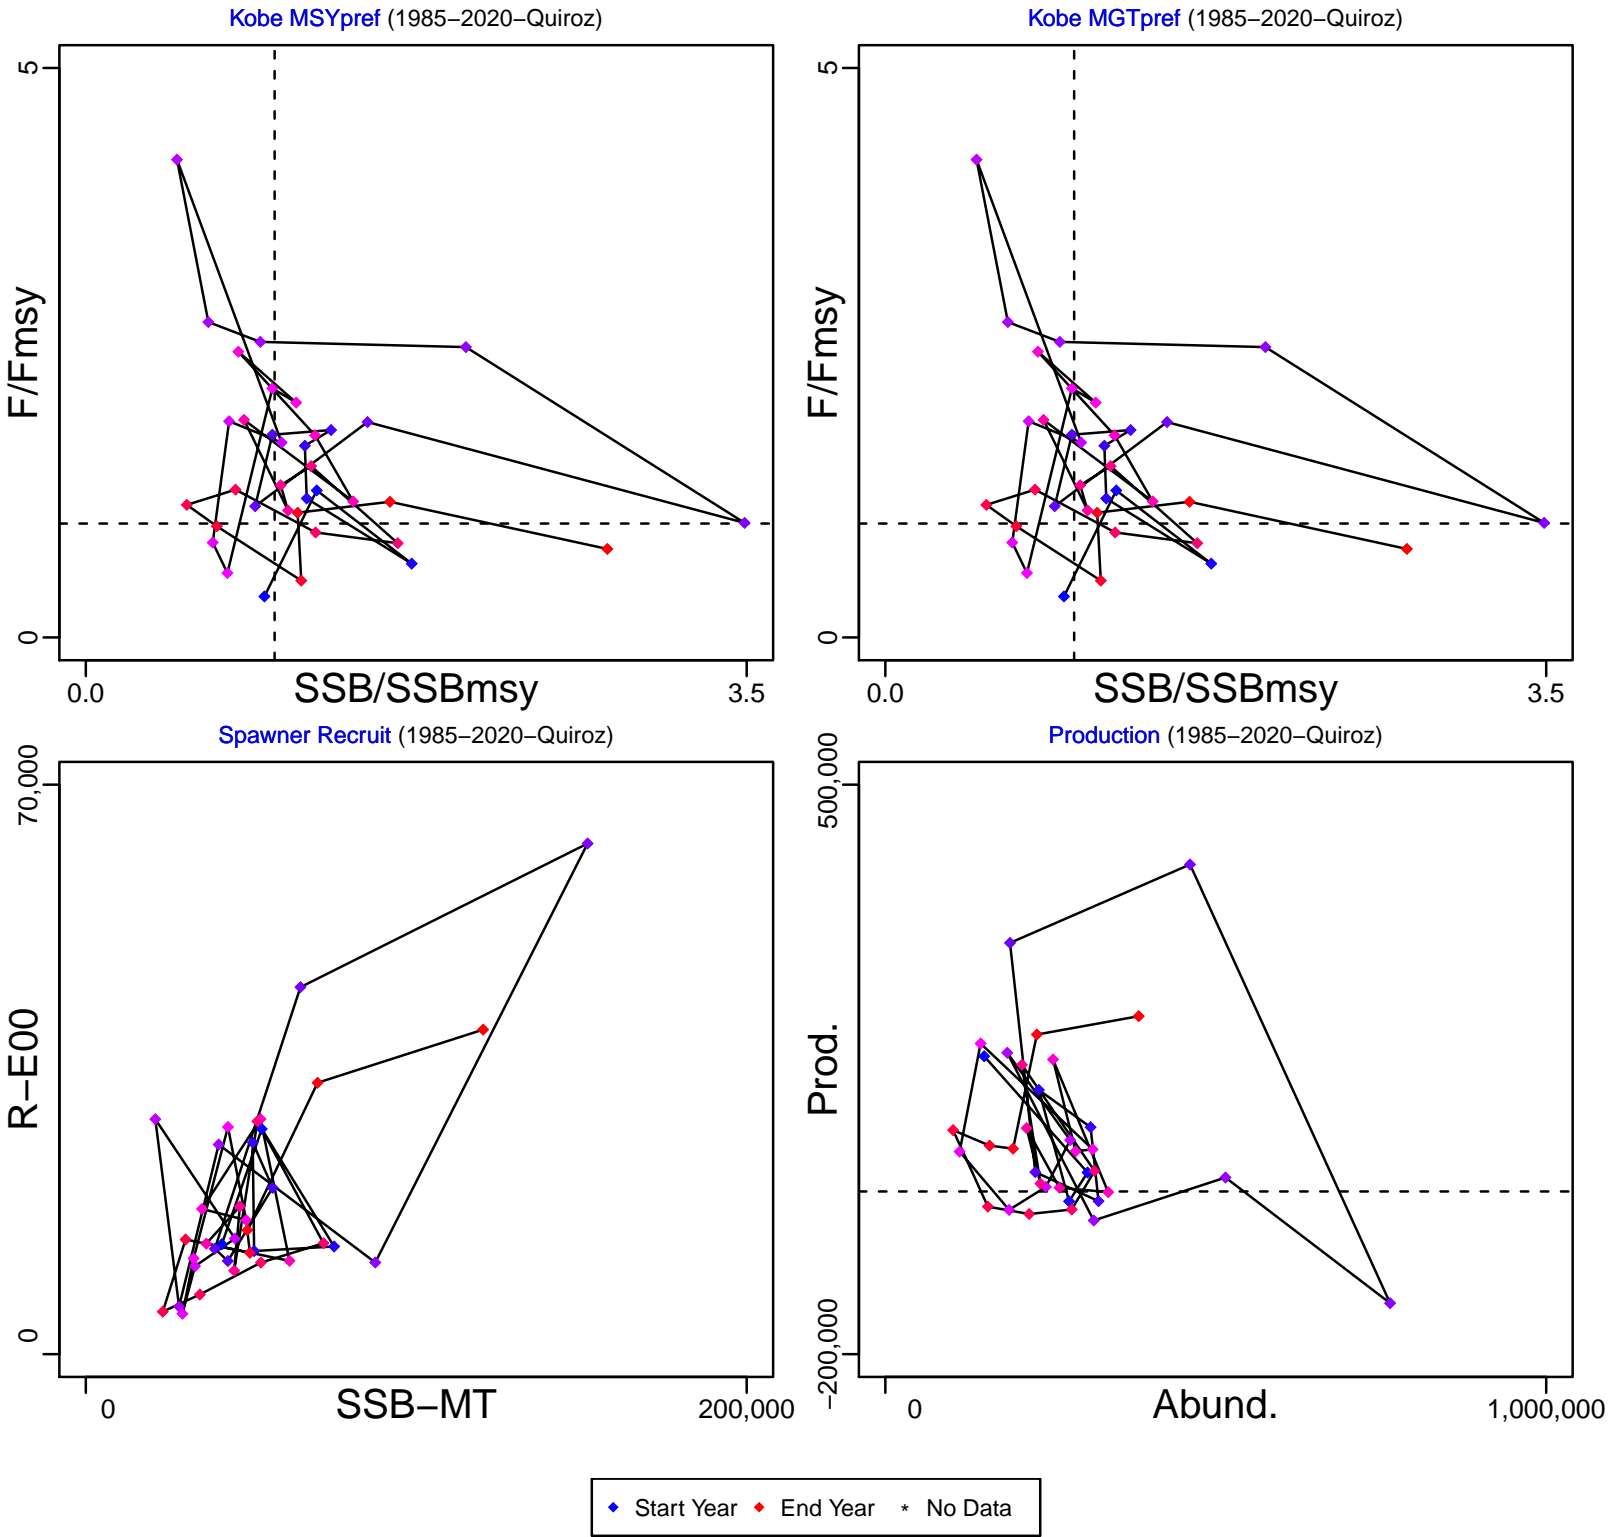 Kobe MSYpref (1985−2020−Quiroz)
5
F/Fmsy
0
0.0
SSB/SSBmsy
3.5
Kobe MGTpref (1985−2020−Quiroz)
5
F/Fmsy
0
0.0
SSB/SSBmsy
3.5
Spawner Recruit (1985−2020−Quiroz)
70,000
R−E00
0
0
SSB−MT
200,000
Production (1985−2020−Quiroz)
500,000
Prod.
−200,000
0
Abund.
1,000,000
Start Year End Year * No Data